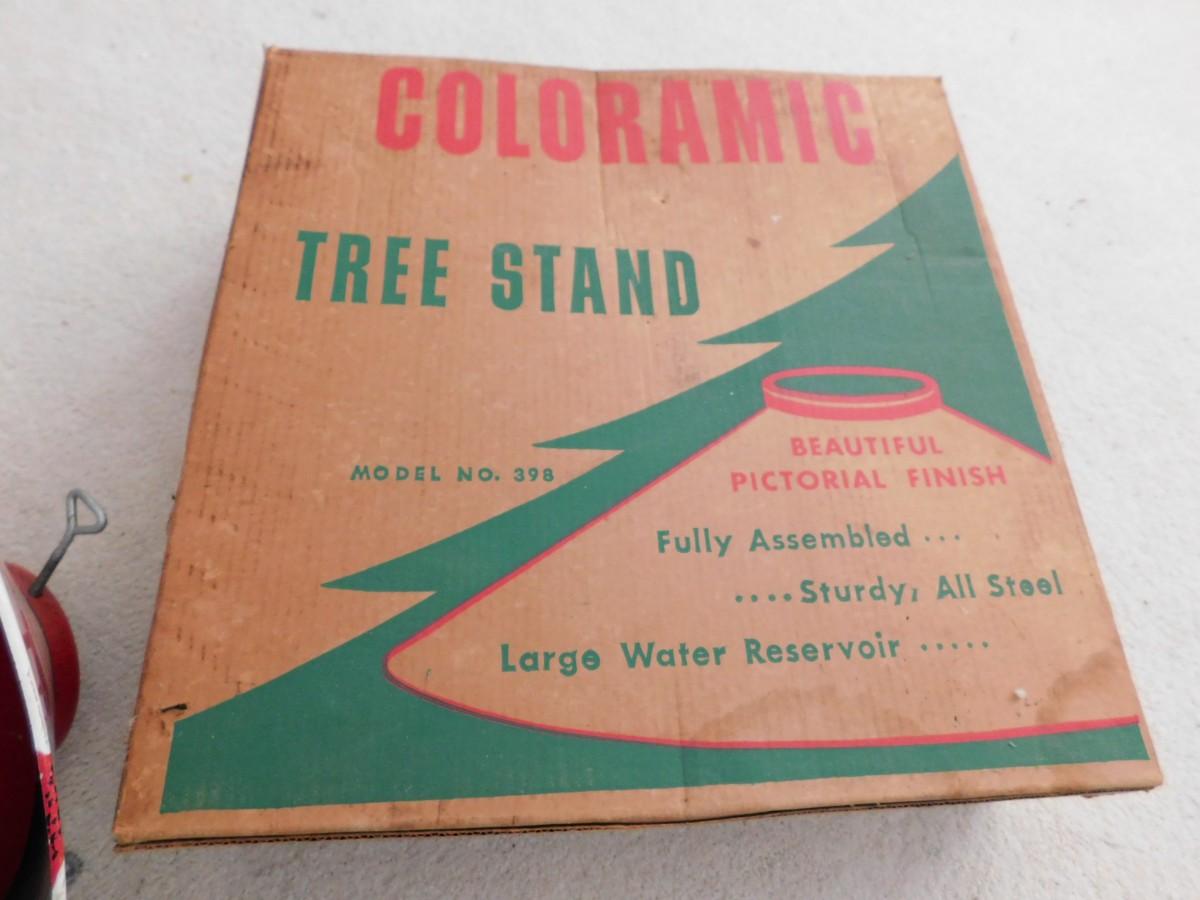 COLORAMIC
TREE STAND
MODEL NO. 398
BEAUTIFUL
PICTORIAL FINISH
Fully Assembled ...
....Sturdy, All Steel
Large Water Reservoir .....